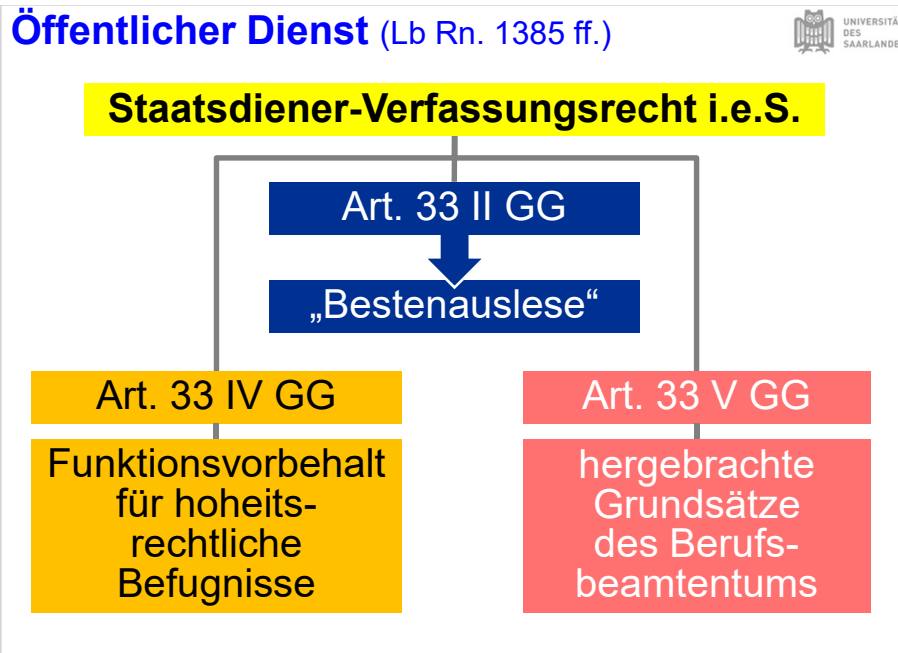 Öffentlicher Dienst (Lb Rn. 1385 ff.)
UNIVERSITÄ
DES
SAARLANDE
Staatsdiener-Verfassungsrecht i.e.S.
Art. 33 II GG
„Bestenauslese“
Art. 33 IV GG
Funktionsvorbehalt
für hoheits-
rechtliche
Befugnisse
Art. 33 V GG
hergebrachte
Grundsätze
des Berufs-
beamtentums